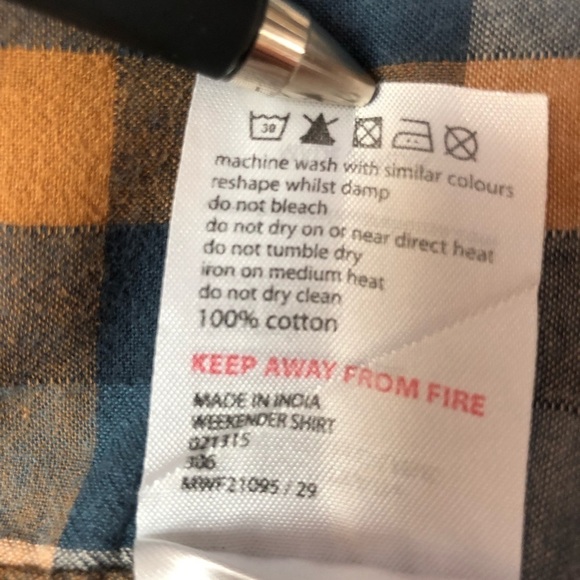 30
machine wash with similar colours
reshape whilst damp
do not bleach
do not dry on or near direct heat
do not tumble dry
iron on medium heat
do not dry clean
100% cotton
KEEP AWAY FROM FIRE
MADE IN INDIA
WEEKENDER SHIRT
021315
306
MWF21095 / 29